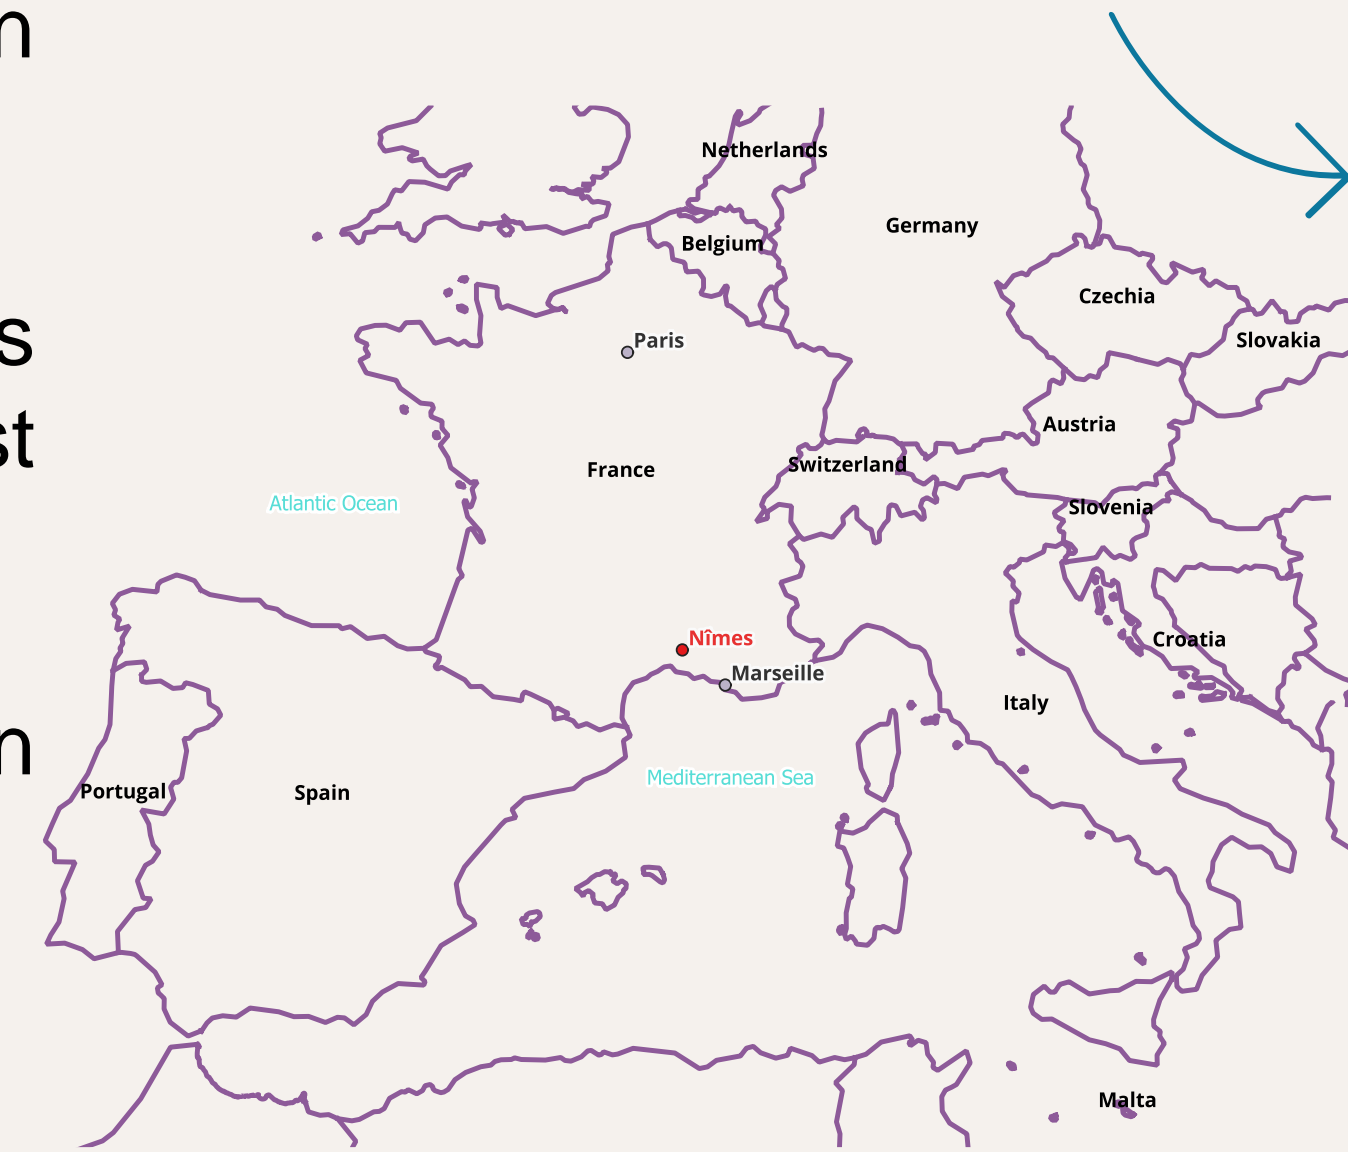 n
Netherlands
Germany
Belgium
Czechia
s
Paris
Slovakia
st
Austria
France
Switzerland
Atlantic Ocean
Slovenia
Nîmes
Croatia
Marseille
Italy
n
Mediterranean Sea
Portugal
Spain
Malta